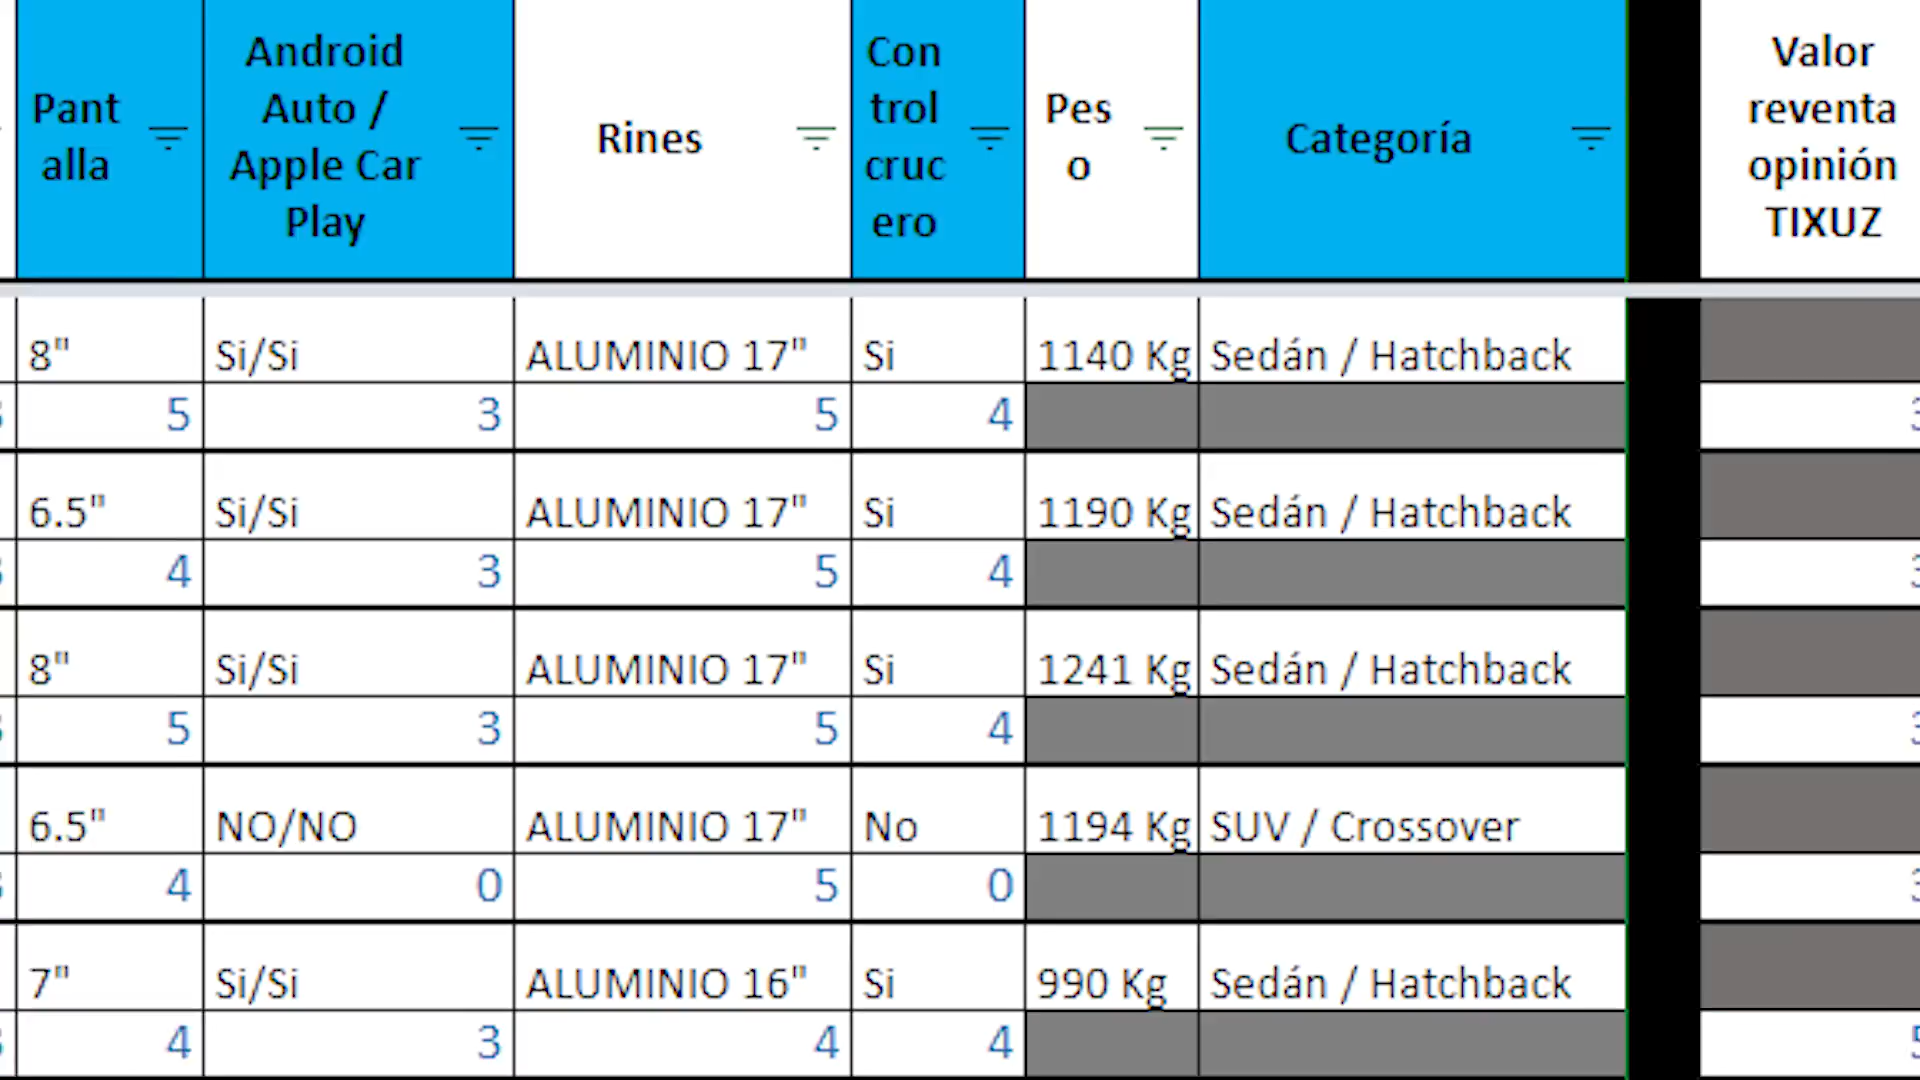 Pant
alla
Android
Auto /
Apple Car
Play
Rines
Con
trol
cruc
ero
Pes
o
Categoría
Valor
reventa
opinión
TIXUZ
8" Si/Si ALUMINIO 17" Si 1140 Kg Sedán / Hatchback
5 3 5 4
6.5" Si/Si ALUMINIO 17" Si 1190 Kg Sedán / Hatchback
4 3 5 4
8" Si/Si ALUMINIO 17" Si 1241 Kg Sedán / Hatchback
5 3 5 4
6.5" NO/NO ALUMINIO 17" No 1194 Kg SUV / Crossover
4 0 5 0
7" Si/Si ALUMINIO 16" Si 990 Kg Sedán / Hatchback
4 3 4 4